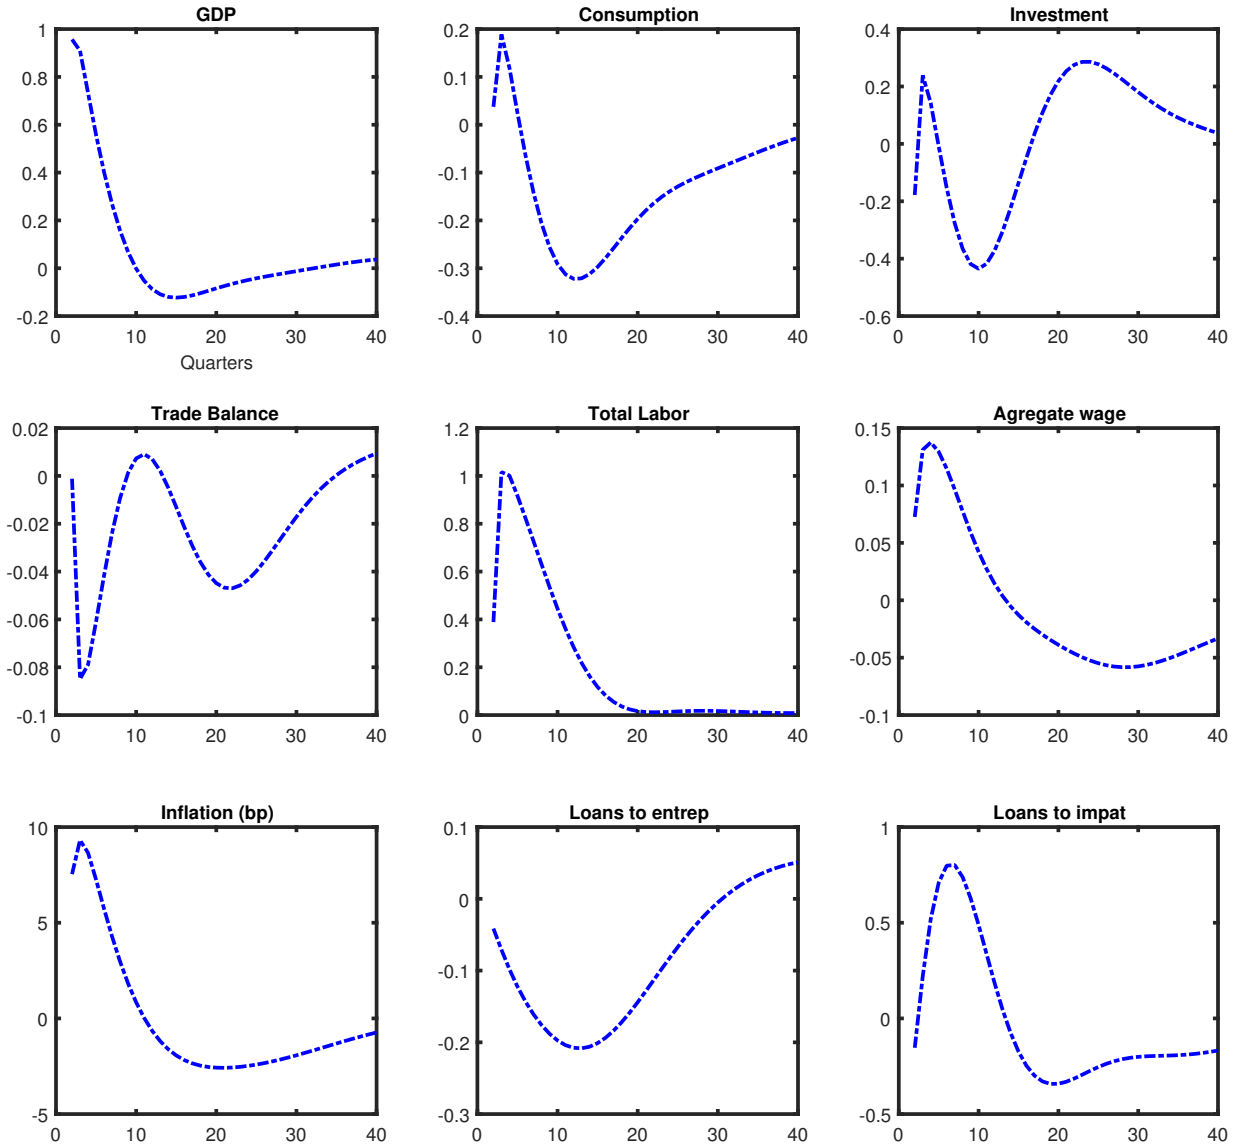 GDP
1
0.8
0.6
0.4
0.2
0
-0.2
0 10 20 30 40
Quarters
Consumption
0.2
0.1
0
-0.1
-0.2
-0.3
-0.4
0 10 20 30 40
Investment
0.4
0.2
0
-0.2
-0.4
-0.6
0 10 20 30 40
Trade Balance
0.02
0
-0.02
-0.04
-0.06
-0.08
-0.1
0 10 20 30 40
Total Labor
1.2
1
0.8
0.6
0.4
0.2
0
0 10 20 30 40
Agregate wage
0.15
0.1
0.05
0
-0.05
-0.1
0 10 20 30 40
Inflation (bp)
10
5
0
-5
0 10 20 30 40
Loans to entrep
0.1
0
-0.1
-0.2
-0.3
0 10 20 30 40
Loans to impat
1
0.5
0
-0.5
0 10 20 30 40